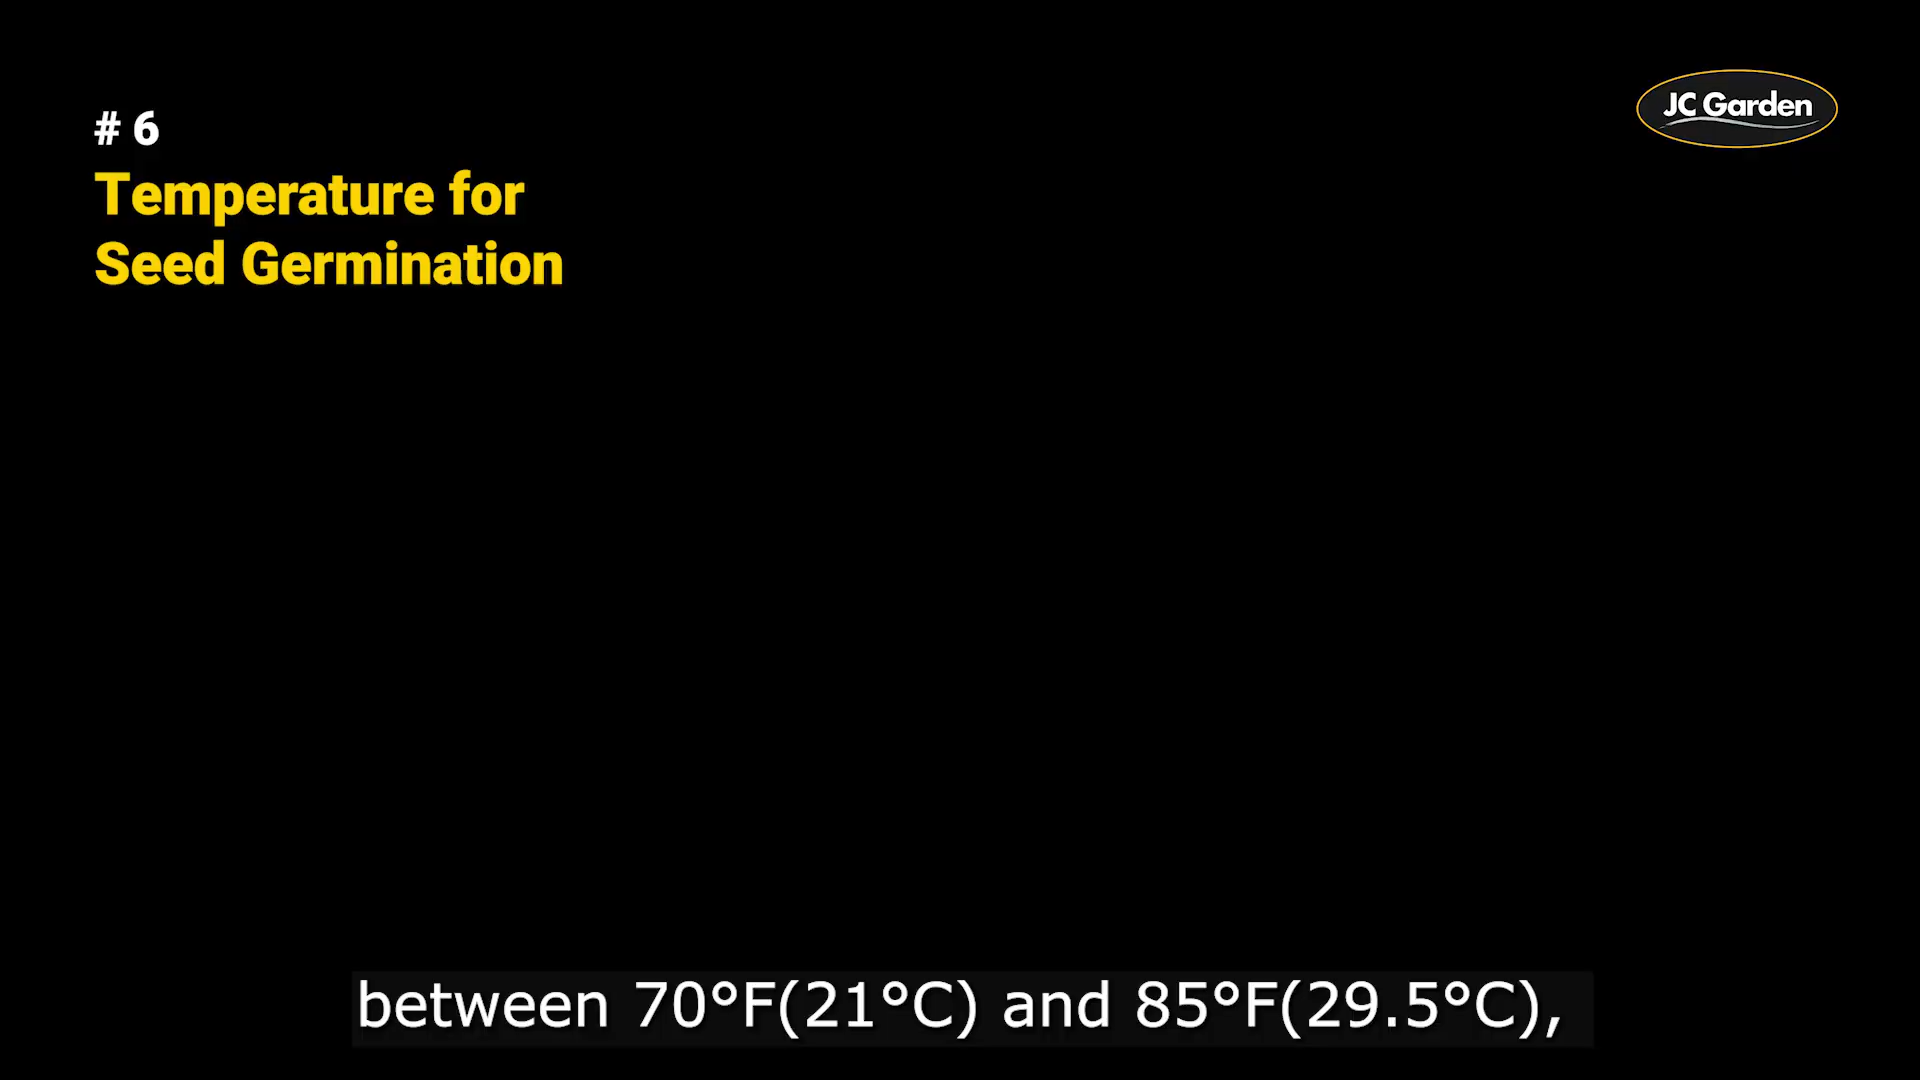 # 6
JC Garden
Temperature for
Seed Germination
between 70°F(21°C) and 85°F(29.5°C),